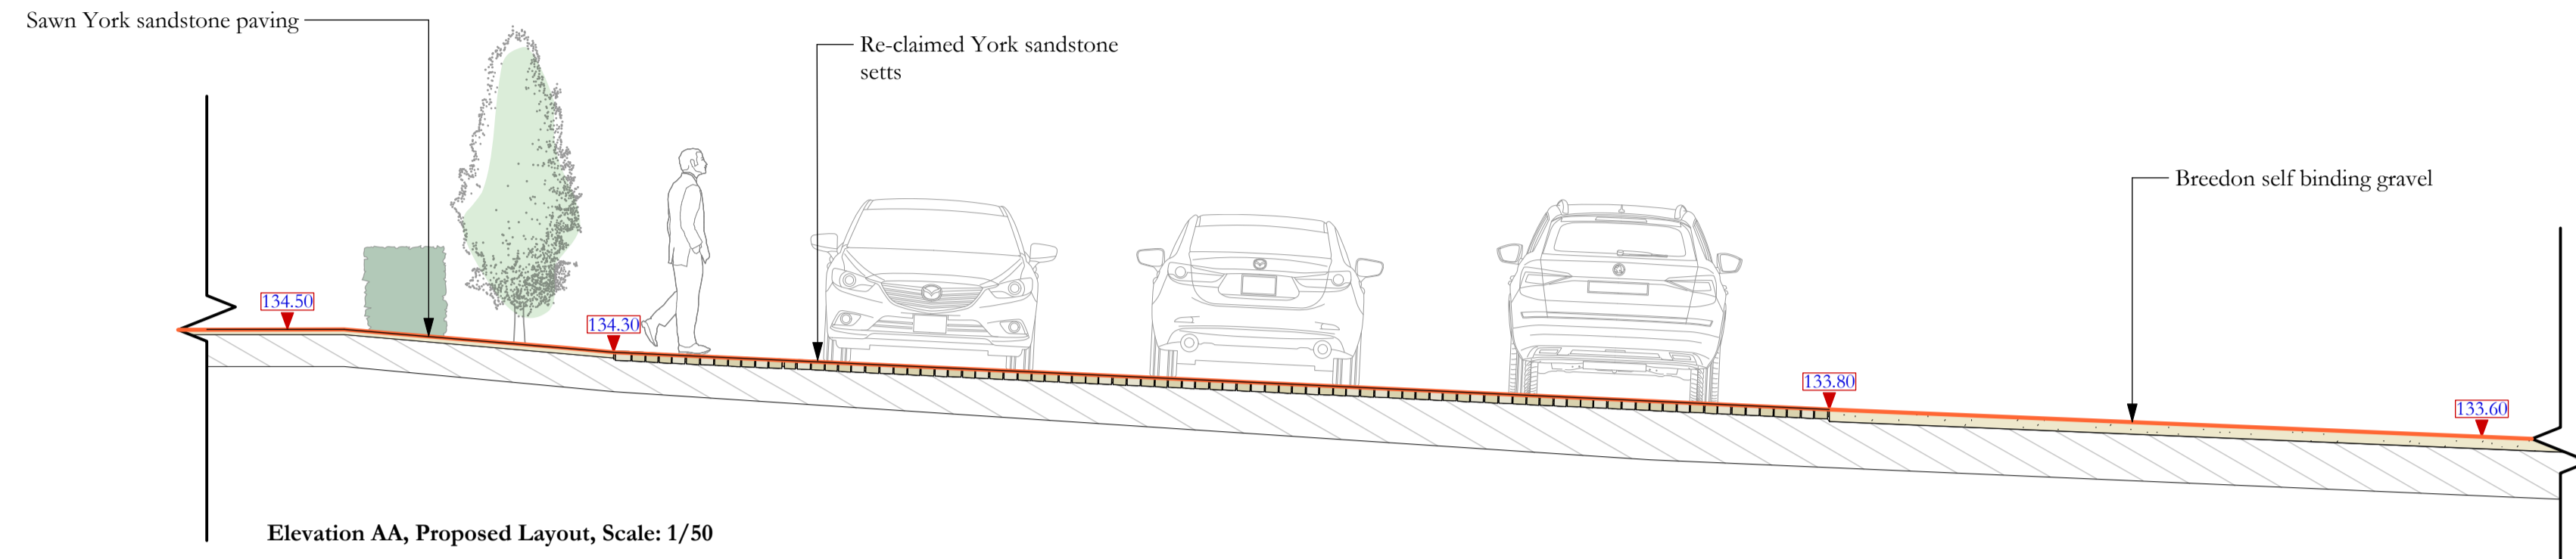 Sawn York sandstone paving
Re-claimed York sandstone
setts
Breedon self binding gravel
134.50
134.30
133.80
133.60
Elevation AA, Proposed Layout, Scale: 1/50